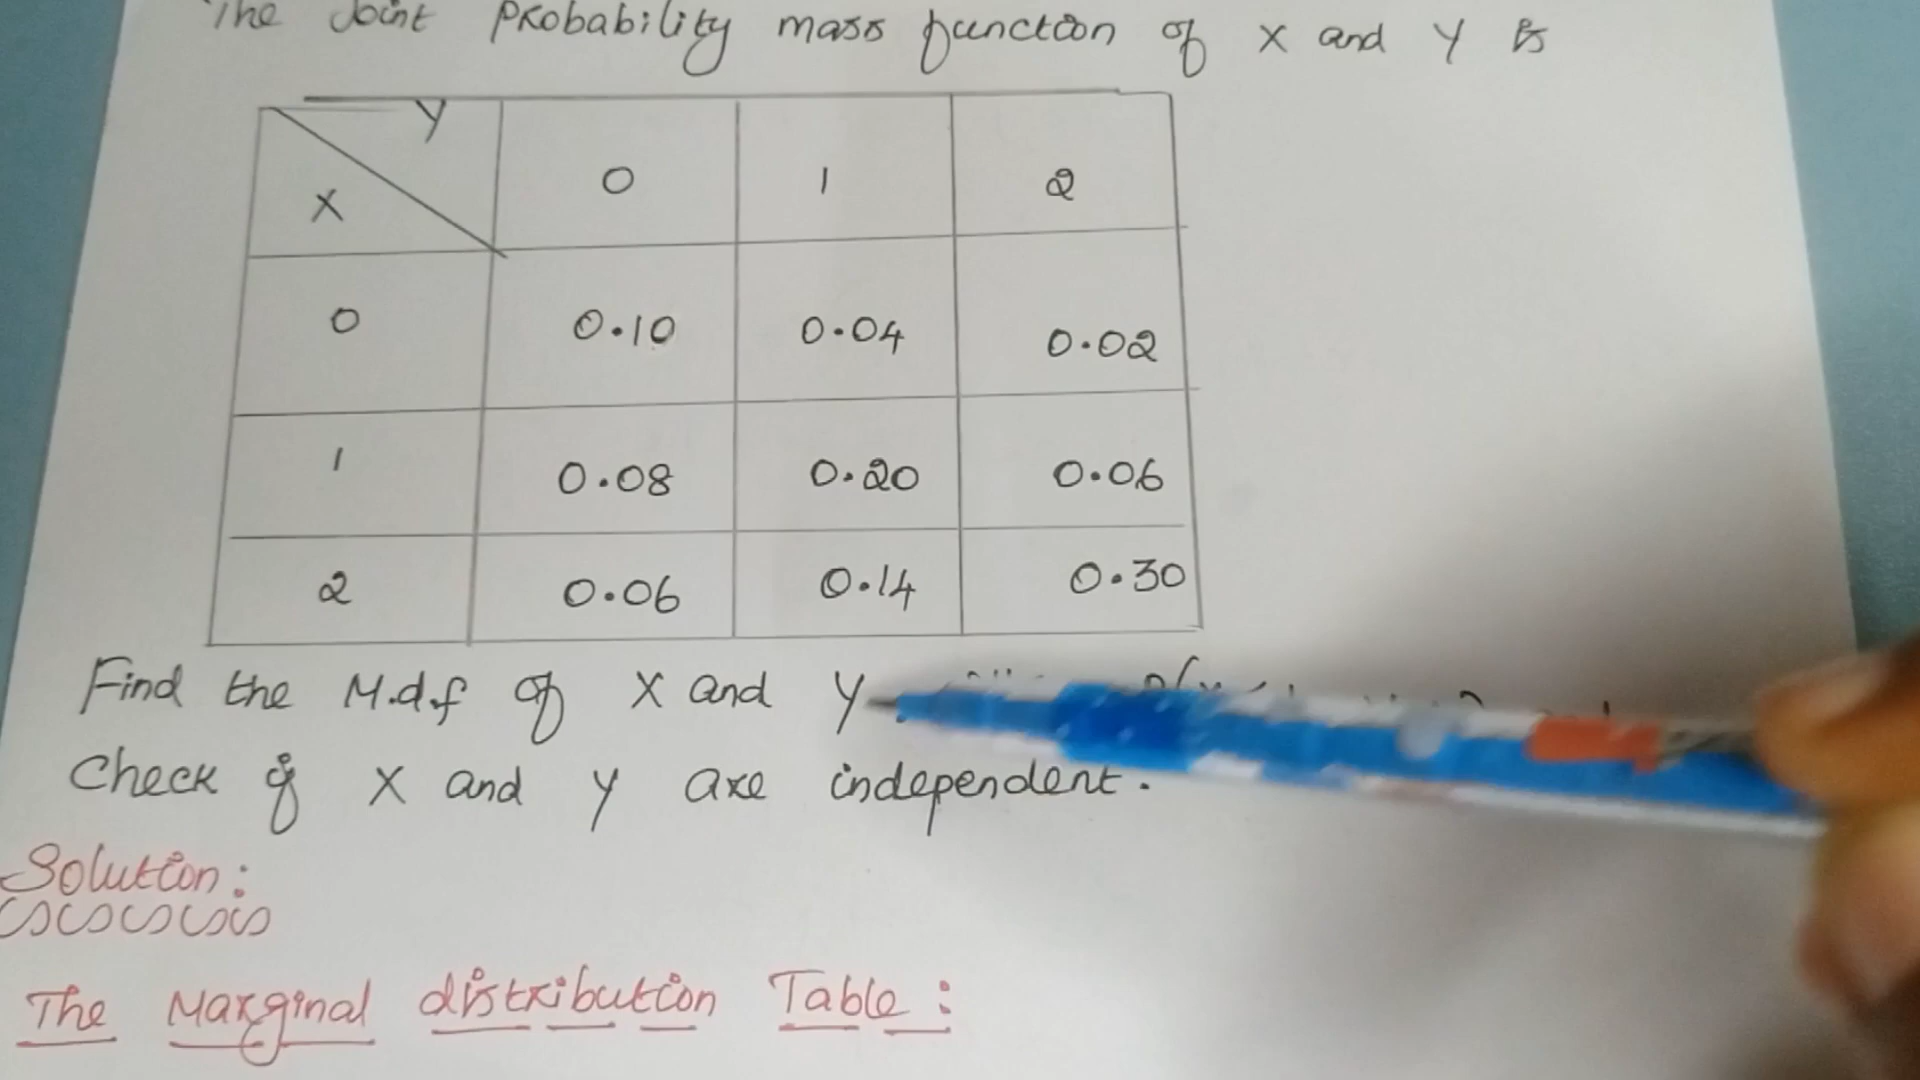 The Joint Probability mass function of X and Y is
Y
X
0 1 2
0 0.10 0.04 0.02
1 0.08 0.20 0.06
2 0.06 0.14 0.30
Find the M.d.f of X and Y
Check if X and Y are independent.
Solution:
The Marginal distribution Table: